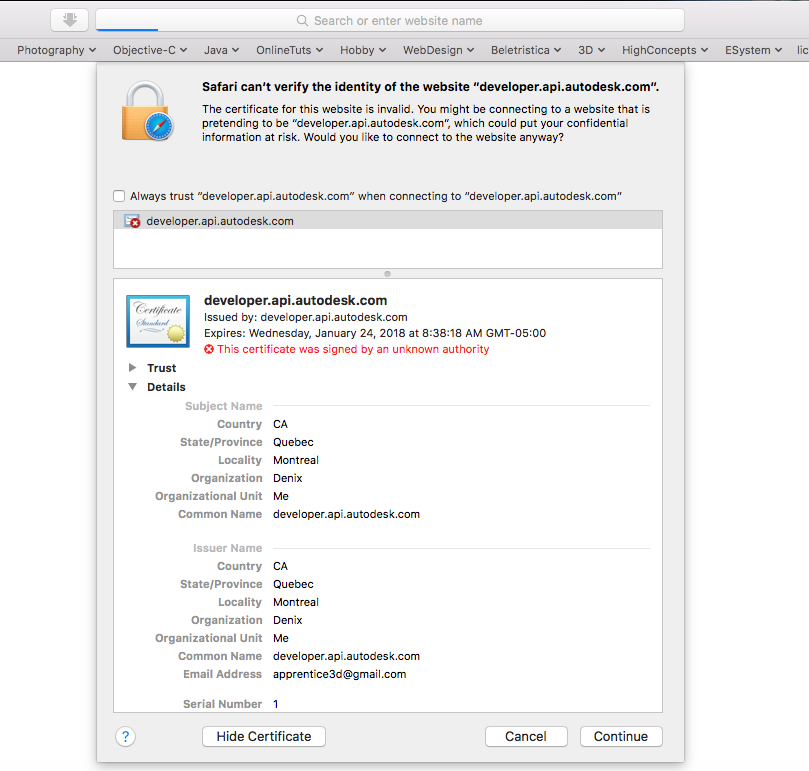 Search or enter website name
Photography Objective-C Java OnlineTuts Hobby WebDesign Beletristica 3D HighConcepts ESystem lic
Safari can't verify the identity of the website "developer.api.autodesk.com".
The certificate for this website is invalid. You might be connecting to a website that is
pretending to be "developer.api.autodesk.com", which could put your confidential
information at risk. Would you like to connect to the website anyway?
Always trust "developer.api.autodesk.com" when connecting to "developer.api.autodesk.com"
developer.api.autodesk.com
Certificate
Standard
developer.api.autodesk.com
Issued by: developer.api.autodesk.com
Expires: Wednesday, January 24, 2018 at 8:38:18 AM GMT-05:00
This certificate was signed by an unknown authority
Trust
Details
Subject Name
Country CA
State/Province Quebec
Locality Montreal
Organization Denix
Organizational Unit Me
Common Name developer.api.autodesk.com
Issuer Name
Country CA
State/Province Quebec
Locality Montreal
Organization Denix
Organizational Unit Me
Common Name developer.api.autodesk.com
Email Address apprentice3d@gmail.com
Serial Number 1
? Hide Certificate Cancel Continue